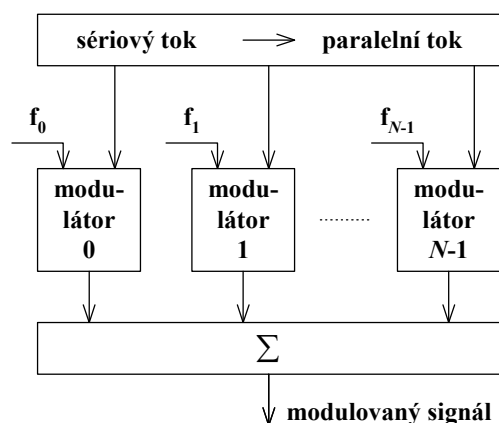 sériový tok paralelní tok
f0 f1 fN-1
modu-
látor
0
modu-
látor
1
modu-
látor
N-1
Σ
modulovaný signál